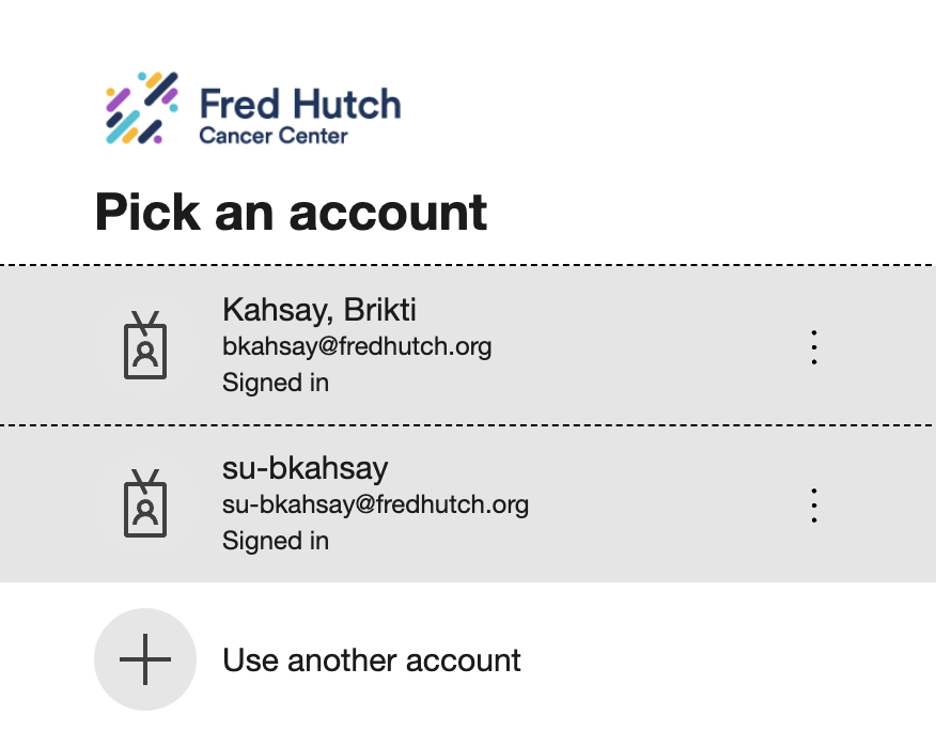 Fred Hutch
Cancer Center
Pick an account
Kahsay, Brikti
bkahsay@fredhutch.org
Signed in
su-bkahsay
su-bkahsay@fredhutch.org
Signed in
Use another account